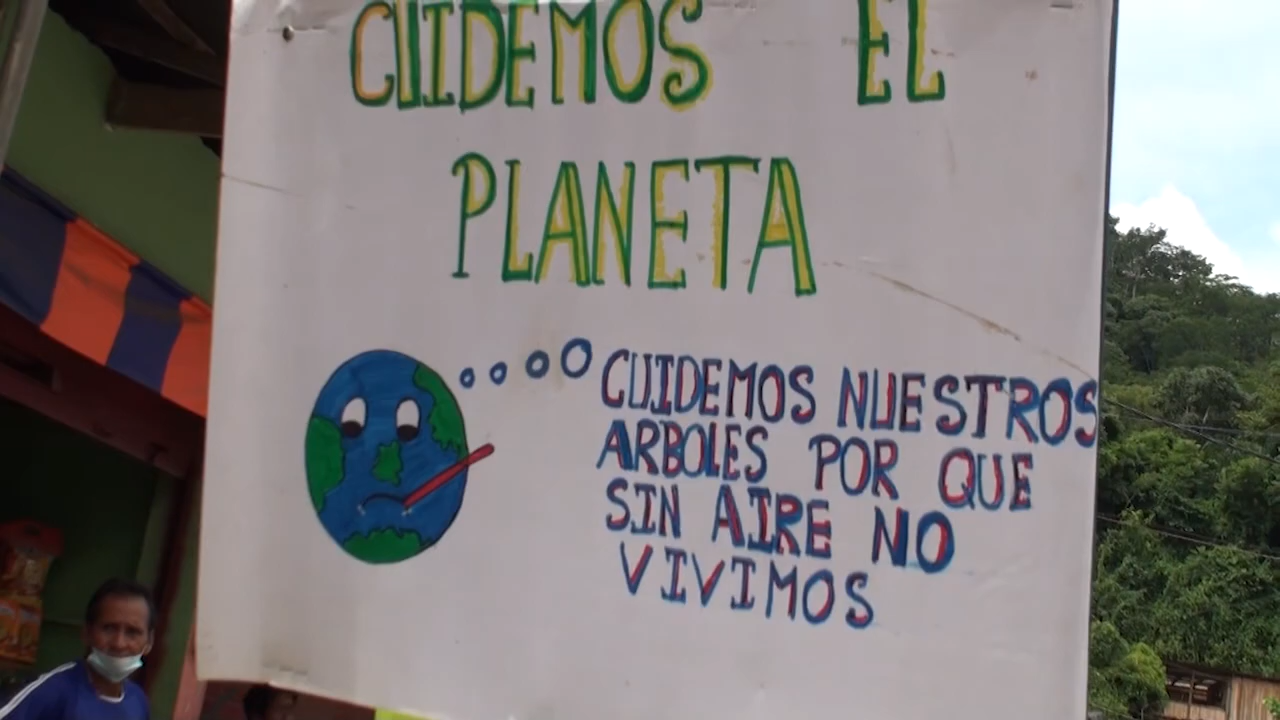 CUIDEMOS EL
PLANETA
CUIDEMOS NUESTROS
ARBOLES POR QUE
SIN AIRE NO
VIVIMOS